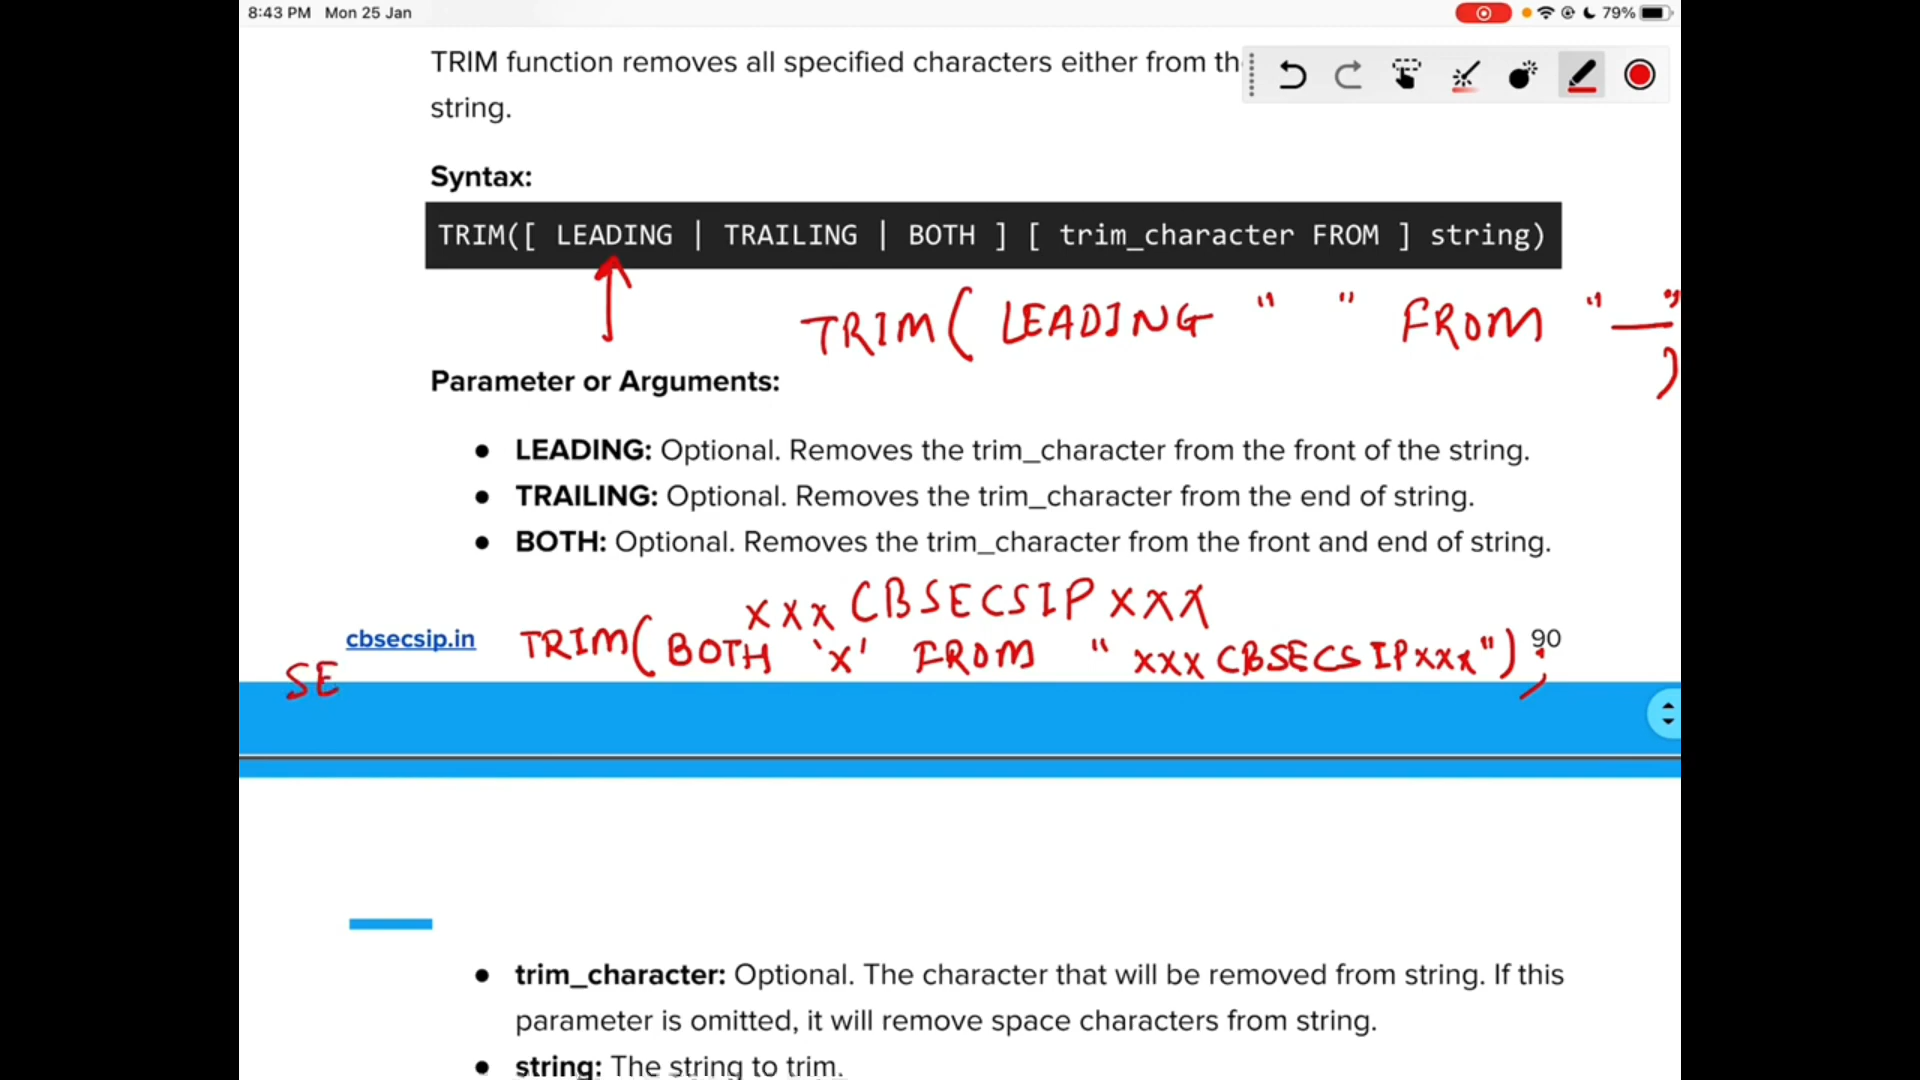 8:43 PM Mon 25 Jan 79%
TRIM function removes all specified characters either from th
string.
Syntax:
TRIM([ LEADING | TRAILING | BOTH ] [ trim_character FROM ] string)
TRIM( LEADING " " FROM "—"
)
Parameter or Arguments:
● LEADING: Optional. Removes the trim_character from the front of the string.
● TRAILING: Optional. Removes the trim_character from the end of string.
● BOTH: Optional. Removes the trim_character from the front and end of string.
XXXCBSECSIPXXX
cbsecsip.in TRIM(BOTH 'X' FROM "XXXCBSECSIPXXX"); 90
SE
● trim_character: Optional. The character that will be removed from string. If this
parameter is omitted, it will remove space characters from string.
● string: The string to trim.